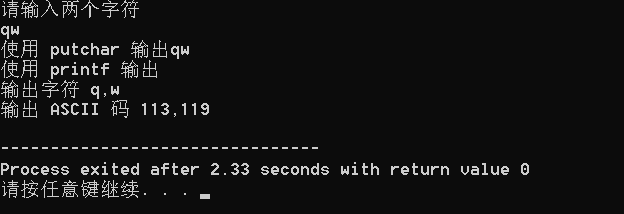 请输入两个字符
qw
使用 putchar 输出qw
使用 printf 输出
输出字符 q,w
输出 ASCII 码 113,119
--------------------------------
Process exited after 2.33 seconds with return value 0
请按任意键继续. . .